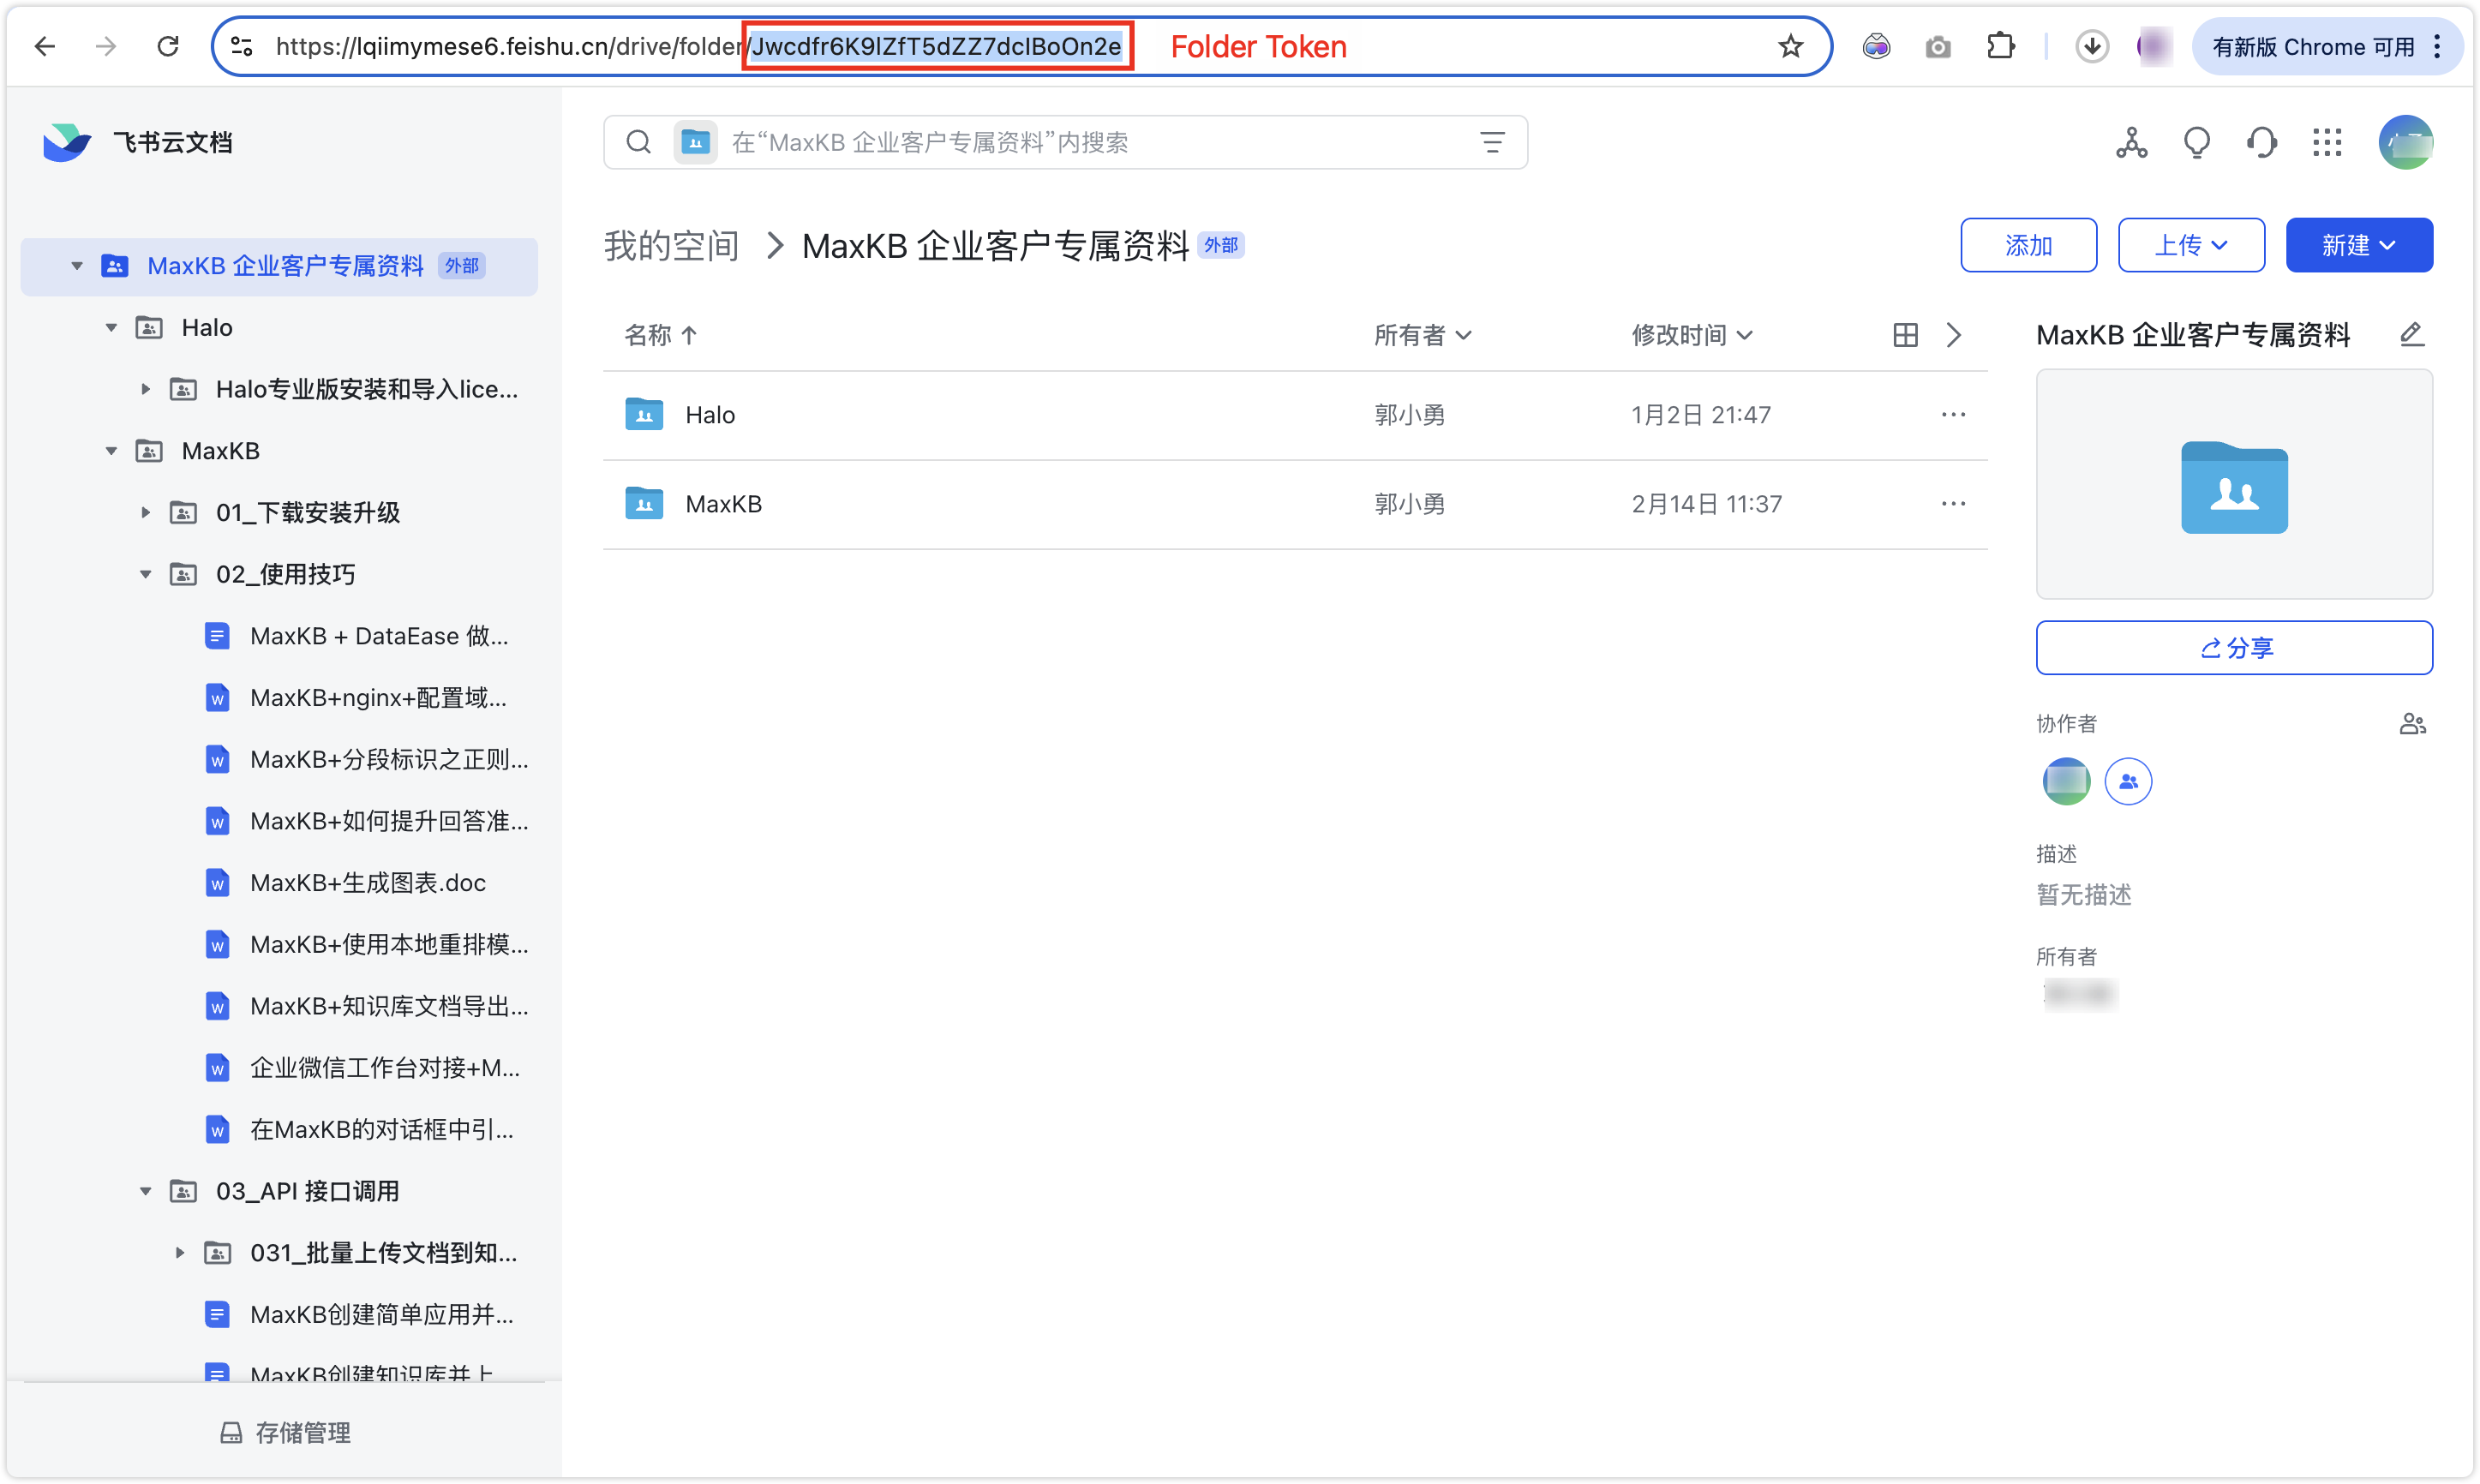 https://lqiimymese6.feishu.cn/drive/folder/Jwcdfr6K9lZfT5dZZ7dclBoOn2e
Folder Token
有新版 Chrome 可用
飞书云文档
在“MaxKB 企业客户专属资料”内搜索
MaxKB 企业客户专属资料 外部
Halo
Halo专业版安装和导入lice...
MaxKB
01_下载安装升级
02_使用技巧
MaxKB + DataEase 做...
MaxKB+nginx+配置域...
MaxKB+分段标识之正则...
MaxKB+如何提升回答准...
MaxKB+生成图表.doc
MaxKB+使用本地重排模...
MaxKB+知识库文档导出...
企业微信工作台对接+M...
在MaxKB的对话框中引...
03_API 接口调用
031_批量上传文档到知...
MaxKB创建简单应用并...
MaxKB创建知识库并上
存储管理
我的空间 > MaxKB 企业客户专属资料 外部
添加
上传
新建
名称 所有者 修改时间
Halo 郭小勇 1月2日 21:47
MaxKB 郭小勇 2月14日 11:37
MaxKB 企业客户专属资料
分享
协作者
描述
暂无描述
所有者